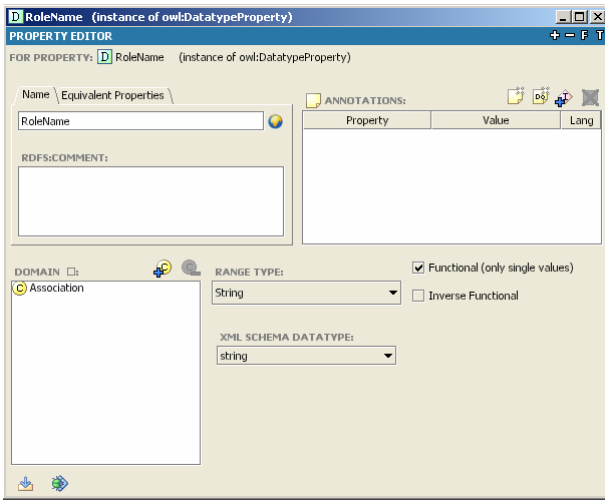 D RoleName (instance of owl:DatatypeProperty)
PROPERTY EDITOR + − F T
FOR PROPERTY: D RoleName (instance of owl:DatatypeProperty)
Name \ Equivalent Properties \
ANNOTATIONS:
RoleName
Property Value Lang
RDFS:COMMENT:
DOMAIN
RANGE TYPE:
Functional (only single values)
C Association
String
Inverse Functional
XML SCHEMA DATATYPE:
string